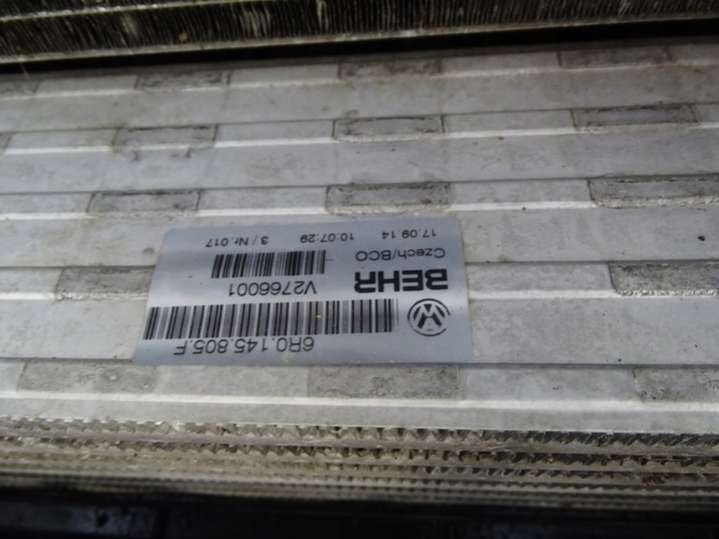 6R0.145.805.F
V2766001
BEHR
Czech/BCO
17.09.14 10:07:29 3 / Nr.017